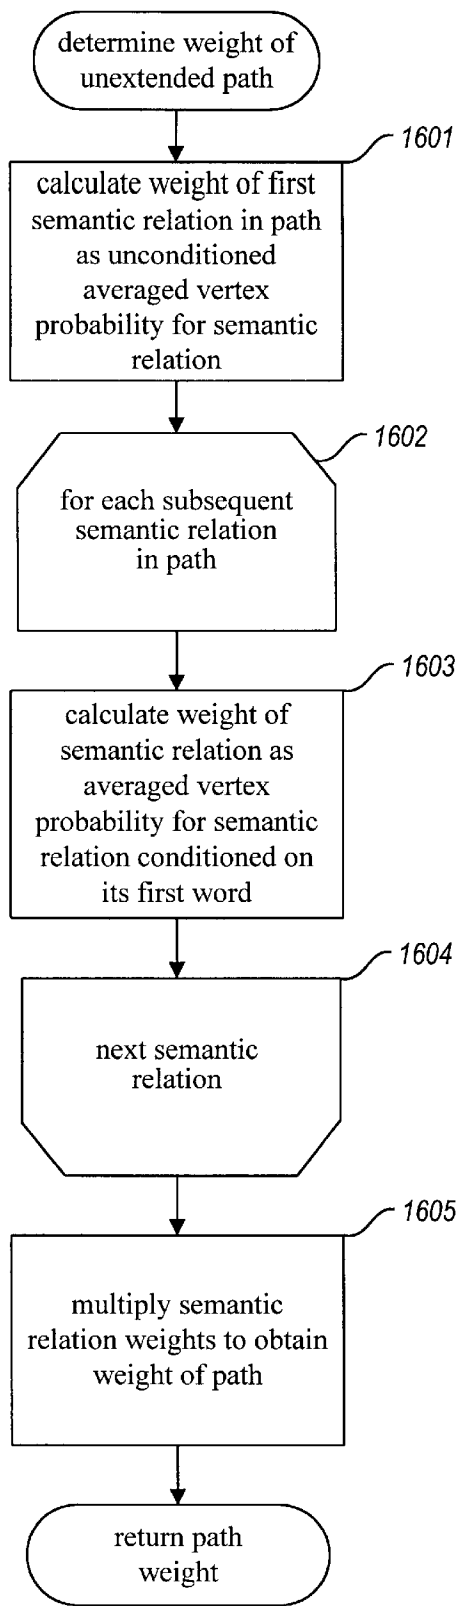 determine weight of
unextended path
1601
calculate weight of first
semantic relation in path
as unconditioned
averaged vertex
probability for semantic
relation
1602
for each subsequent
semantic relation
in path
1603
calculate weight of
semantic relation as
averaged vertex
probability for semantic
relation conditioned on
its first word
1604
next semantic
relation
1605
multiply semantic
relation weights to obtain
weight of path
return path
weight